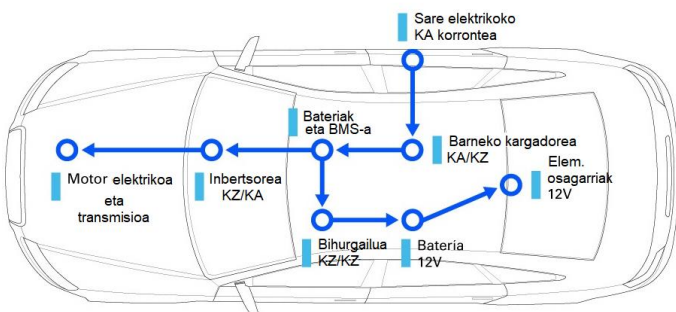 Sare elektrikoko
KA korrontea
Bateriak
eta BMS-a
Barneko kargadorea
KA/KZ
Elem.
osagarriak
12V
Motor elektrikoa
eta
transmisioa
Inbertsorea
KZ/KA
Bihurgailua
KZ/KZ
Bateria
12V